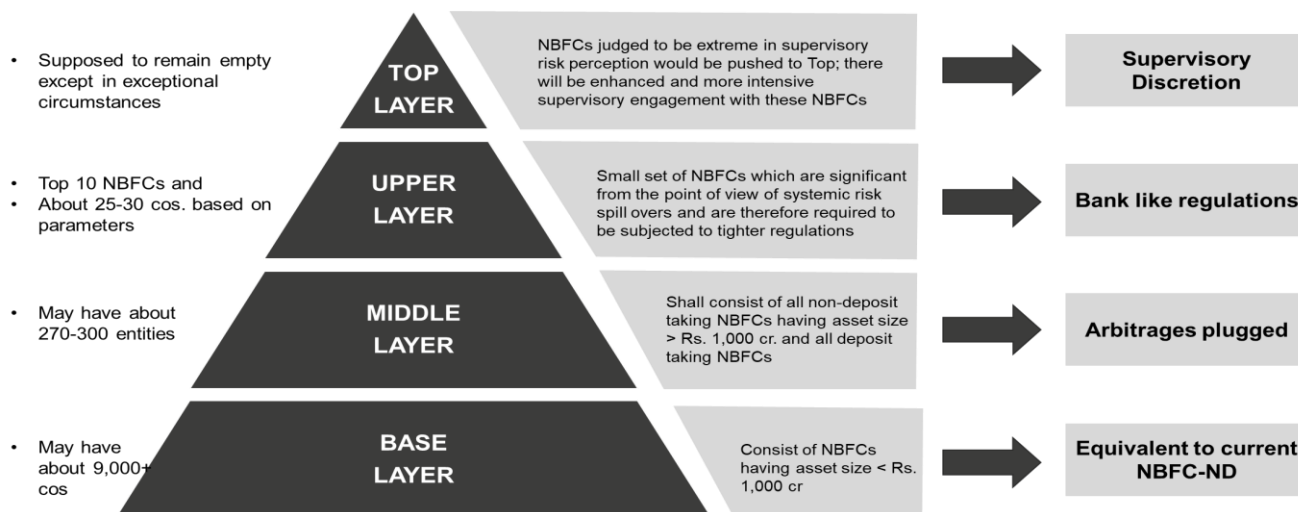 • Supposed to remain empty
except in exceptional
circumstances
TOP
LAYER
NBFCs judged to be extreme in supervisory
risk perception would be pushed to Top; there
will be enhanced and more intensive
supervisory engagement with these NBFCs
Supervisory
Discretion
• Top 10 NBFCs and
• About 25-30 cos. based on
parameters
UPPER
LAYER
Small set of NBFCs which are significant
from the point of view of systemic risk
spill overs and are therefore required to
be subjected to tighter regulations
Bank like regulations
• May have about
270-300 entities
MIDDLE
LAYER
Shall consist of all non-deposit
taking NBFCs having asset size
> Rs. 1,000 cr. and all deposit
taking NBFCs
Arbitrages plugged
• May have
about 9,000+
cos
BASE
LAYER
Consist of NBFCs
having asset size < Rs.
1,000 cr
Equivalent to current
NBFC-ND